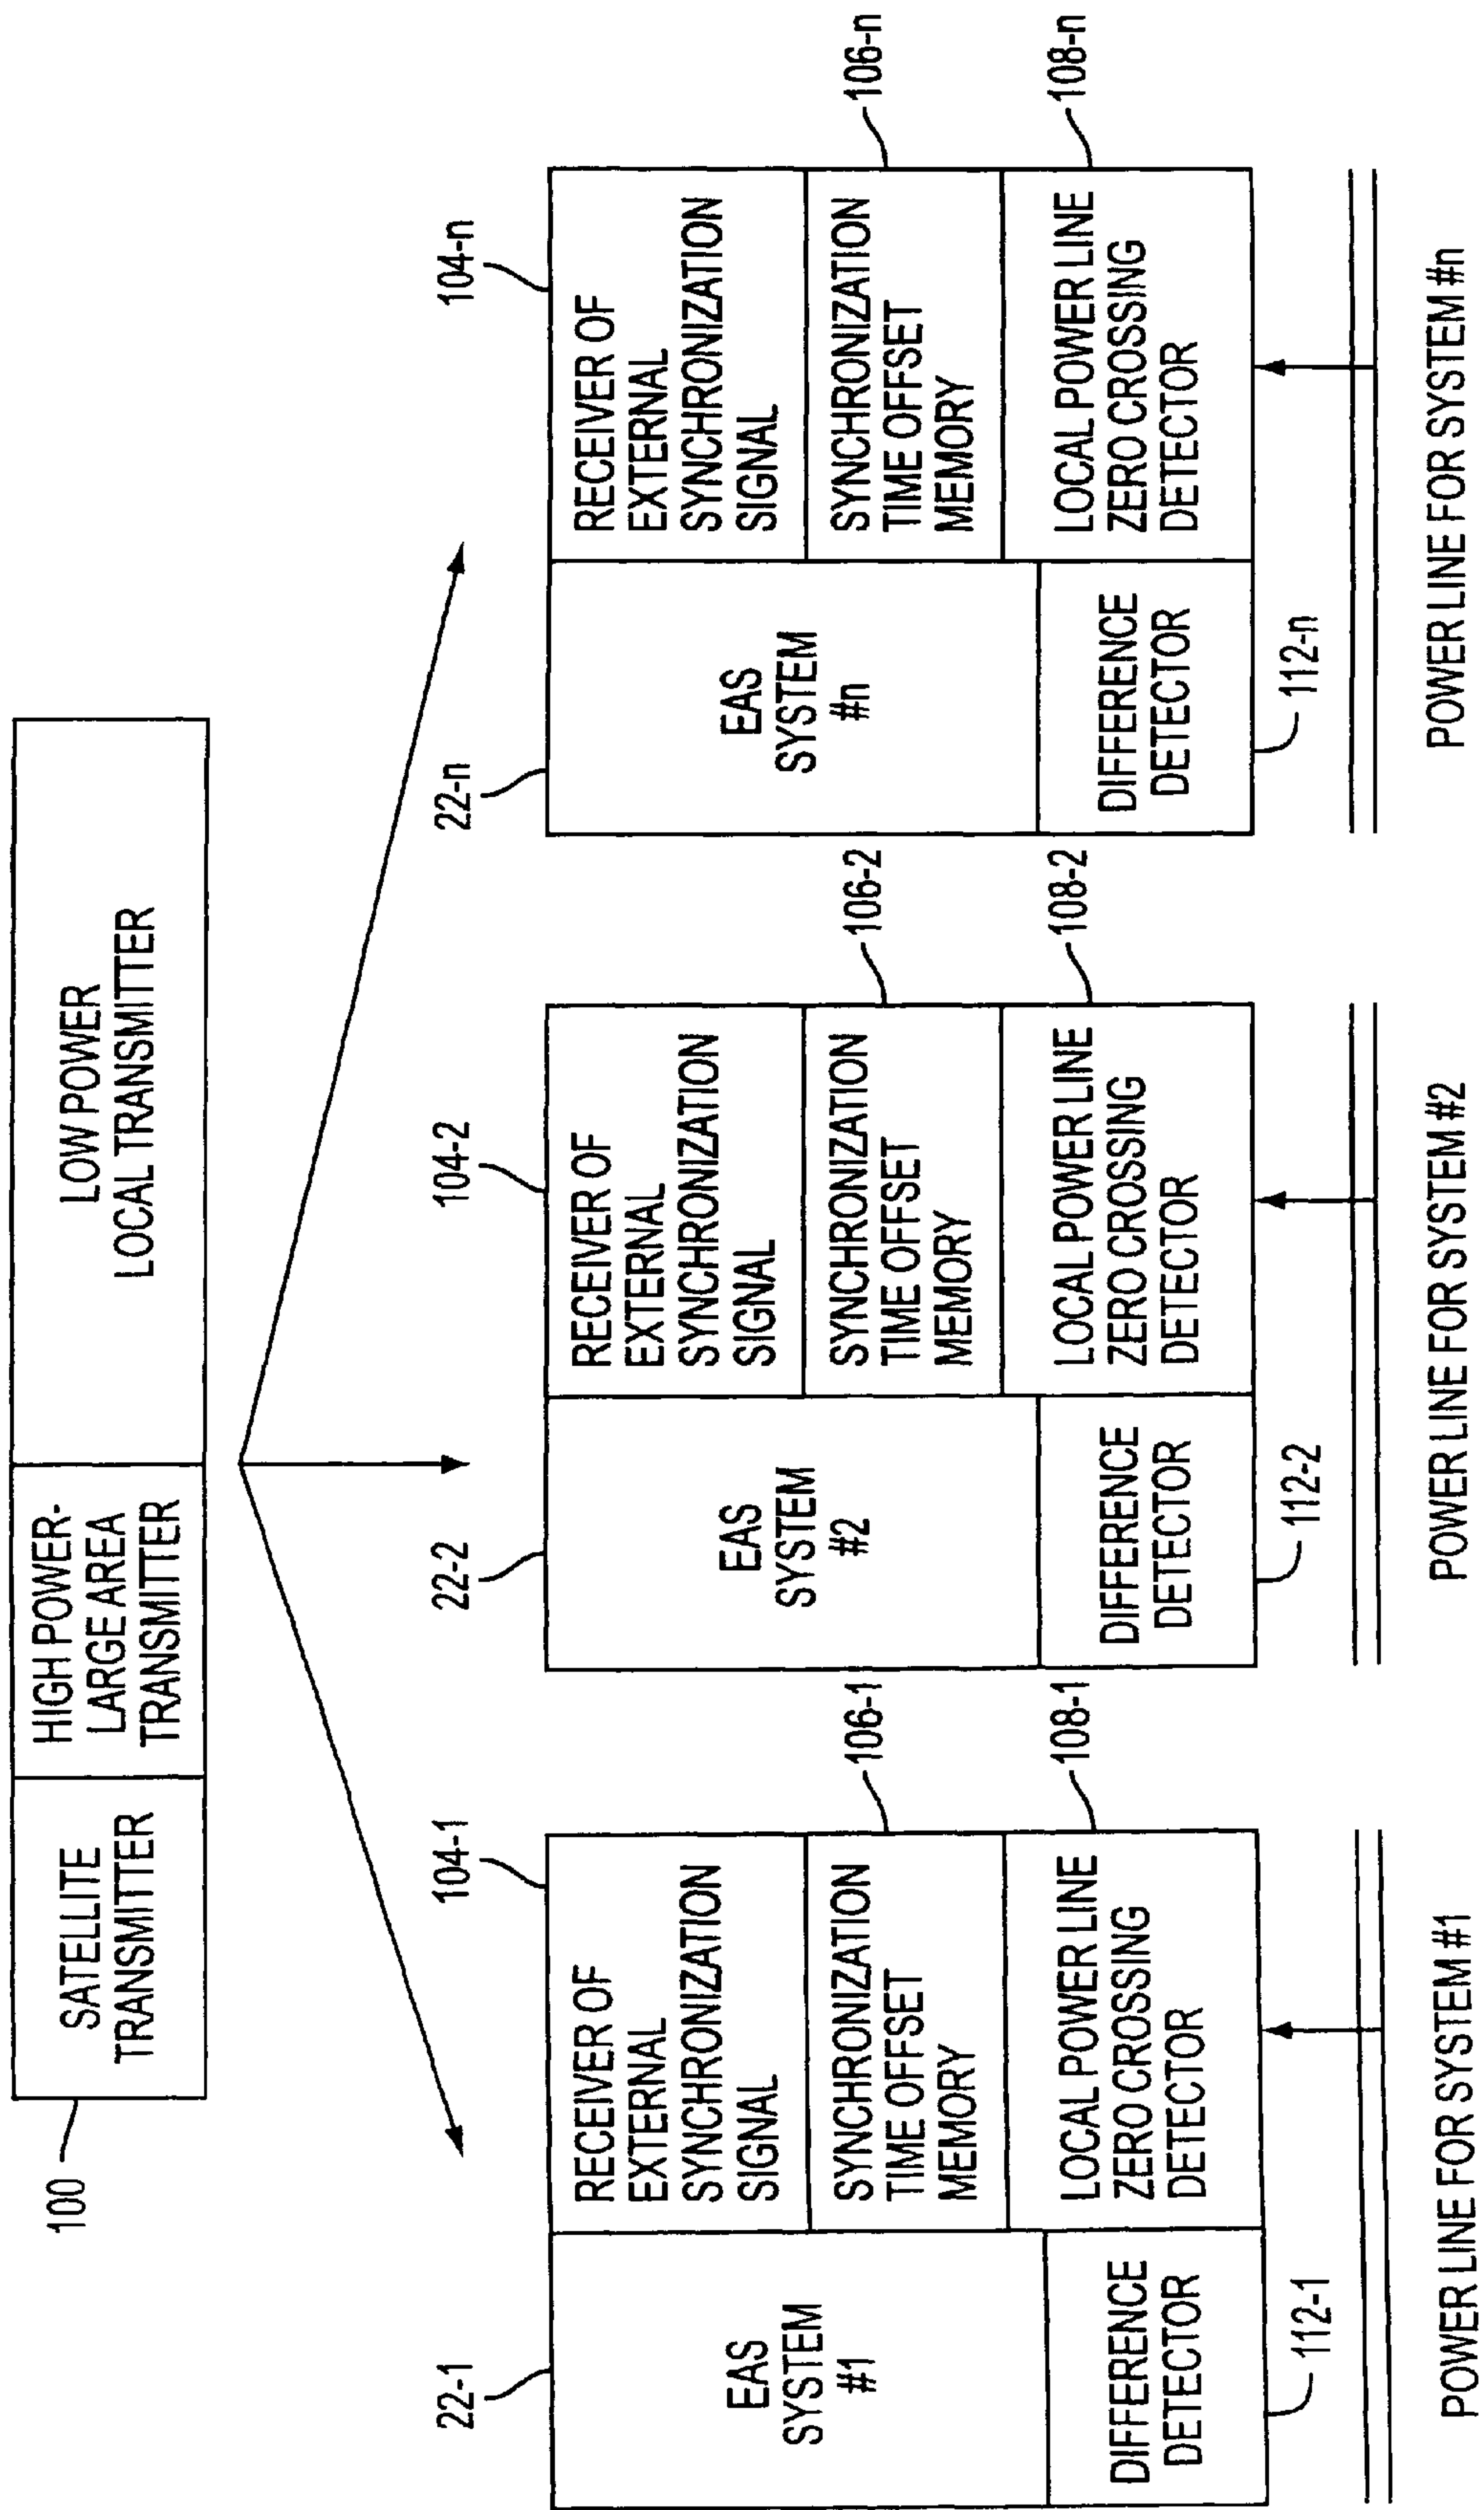 100
SATELLITE
TRANSMITTER
HIGH POWER-
LARGE AREA
TRANSMITTER
LOW POWER
LOCAL TRANSMITTER
22-1
104-1
EAS
SYSTEM
#1
RECEIVER OF
EXTERNAL
SYNCHRONIZATION
SIGNAL
106-1
SYNCHRONIZATION
TIME OFFSET
MEMORY
108-1
LOCAL POWER LINE
ZERO CROSSING
DETECTOR
DIFFERENCE
DETECTOR
112-1
POWER LINE FOR SYSTEM #1
22-2
104-2
EAS
SYSTEM
#2
RECEIVER OF
EXTERNAL
SYNCHRONIZATION
SIGNAL
106-2
SYNCHRONIZATION
TIME OFFSET
MEMORY
108-2
LOCAL POWER LINE
ZERO CROSSING
DETECTOR
DIFFERENCE
DETECTOR
112-2
POWER LINE FOR SYSTEM #2
22-n
104-n
EAS
SYSTEM
#n
RECEIVER OF
EXTERNAL
SYNCHRONIZATION
SIGNAL
106-n
SYNCHRONIZATION
TIME OFFSET
MEMORY
108-n
LOCAL POWER LINE
ZERO CROSSING
DETECTOR
DIFFERENCE
DETECTOR
112-n
POWER LINE FOR SYSTEM #n